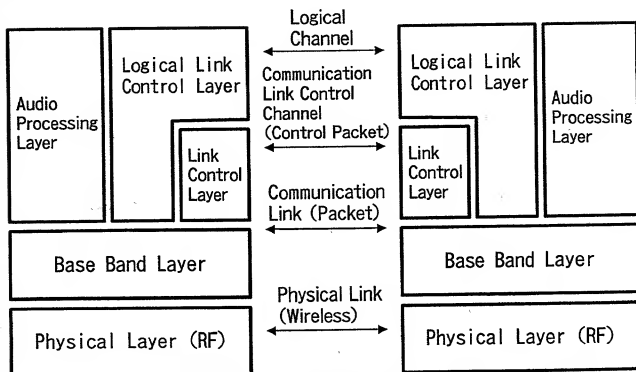 Audio
Processing
Layer
Logical Link
Control Layer
Link
Control
Layer
Base Band Layer
Physical Layer (RF)
Logical
Channel
Communication
Link Control
Channel
(Control Packet)
Communication
Link (Packet)
Physical Link
(Wireless)
Logical Link
Control Layer
Link
Control
Layer
Audio
Processing
Layer
Base Band Layer
Physical Layer (RF)